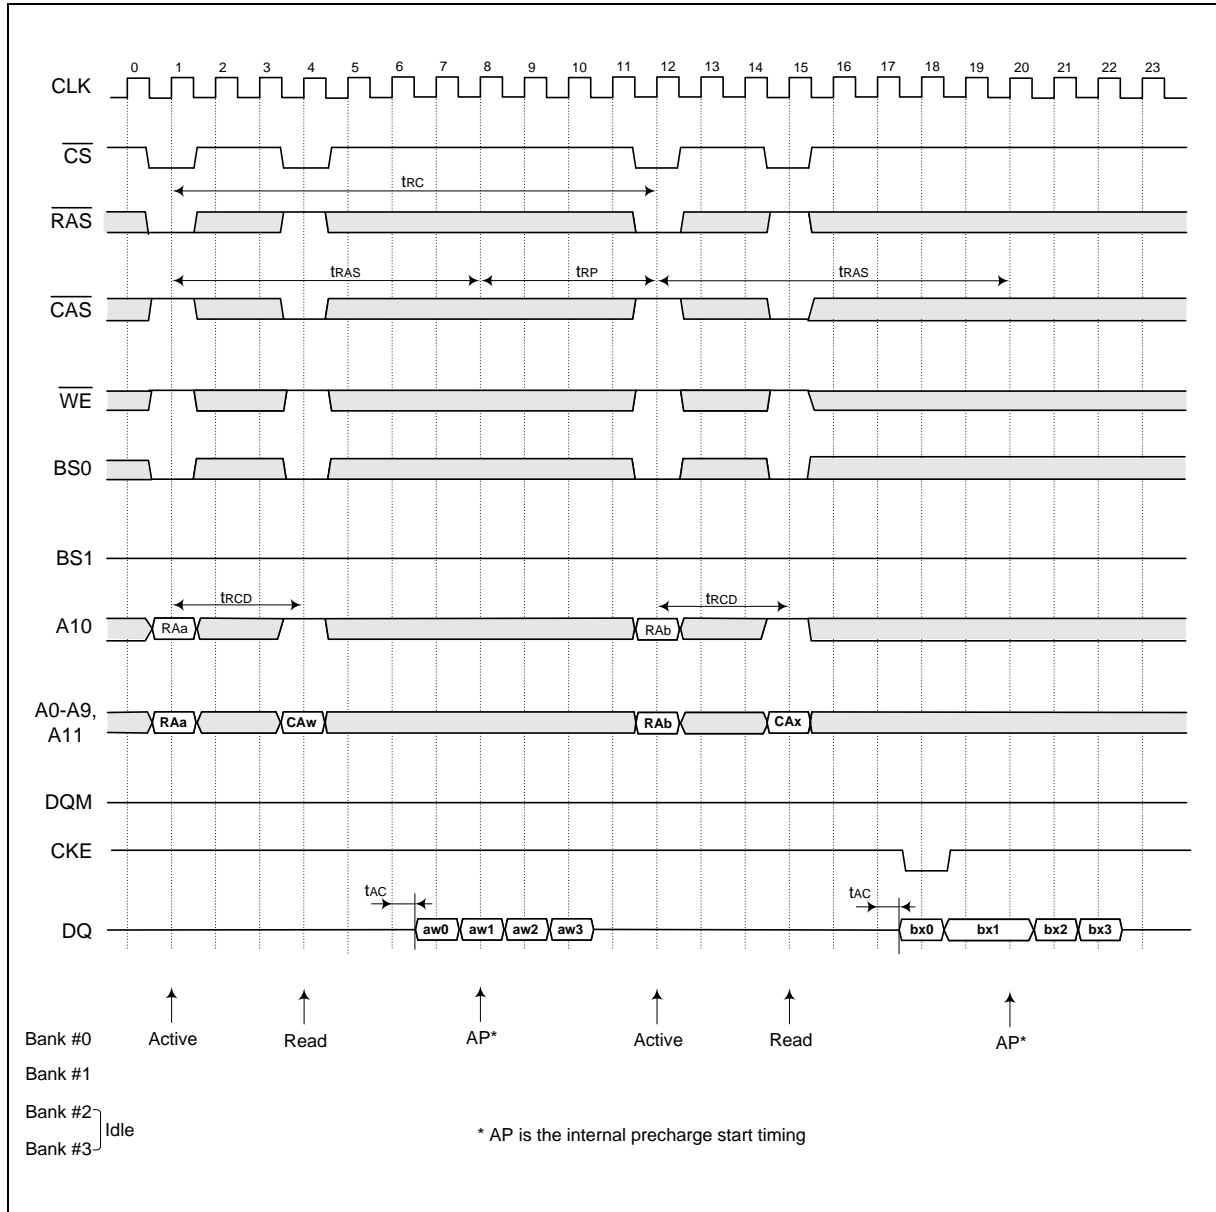 0 1 2 3 4 5 6 7 8 9 10 11 12 13 14 15 16 17 18 19 20 21 22 23
CLK
CS
tRC
RAS
tRAS tRP tRAS
CAS
WE
BS0
BS1
tRCD tRCD
A10 RAa RAb
A0-A9,
A11 RAa CAw RAb CAx
DQM
CKE
tAC tAC
DQ aw0 aw1 aw2 aw3 bx0 bx1 bx2 bx3
Bank #0 Active Read AP* Active Read AP*
Bank #1
Bank #2
Idle
Bank #3
* AP is the internal precharge start timing